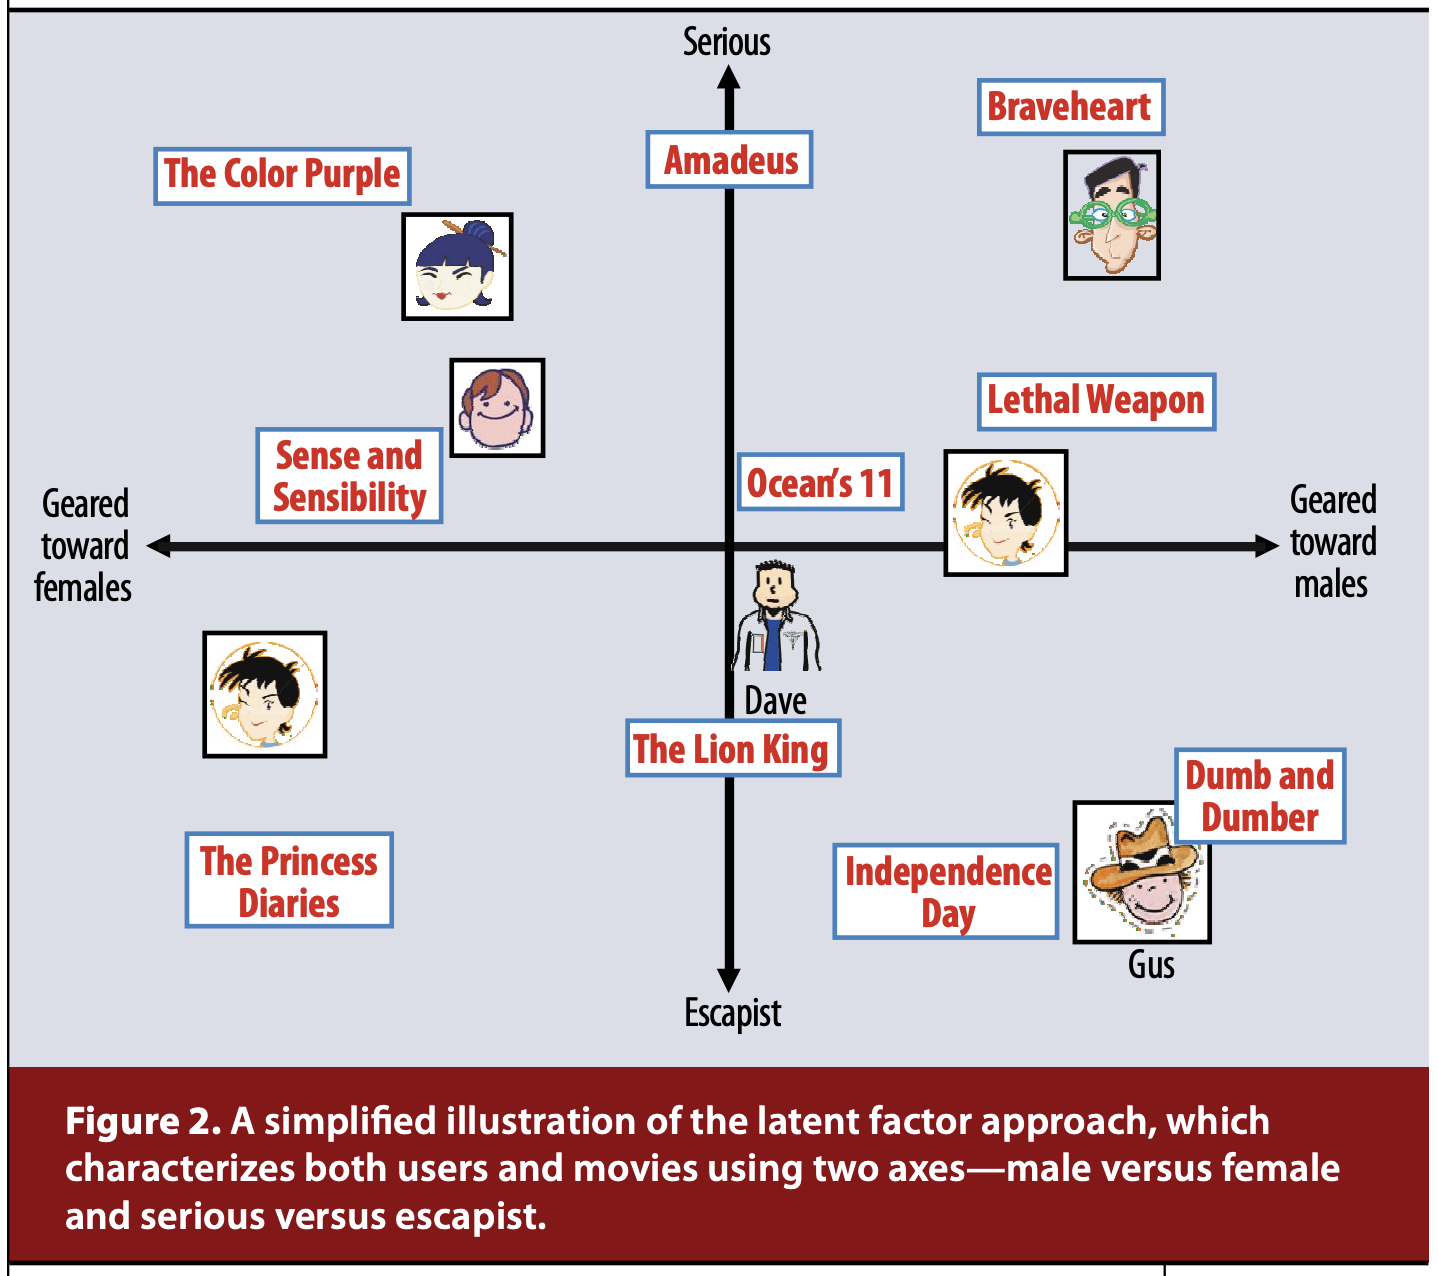 Serious
Braveheart
Amadeus
The Color Purple
Lethal Weapon
Sense and
Sensibility
Ocean's 11
Geared
toward
females
Geared
toward
males
Dave
The Lion King
Dumb and
Dumber
The Princess
Diaries
Independence
Day
Gus
Escapist
Figure 2. A simplified illustration of the latent factor approach, which
characterizes both users and movies using two axes—male versus female
and serious versus escapist.